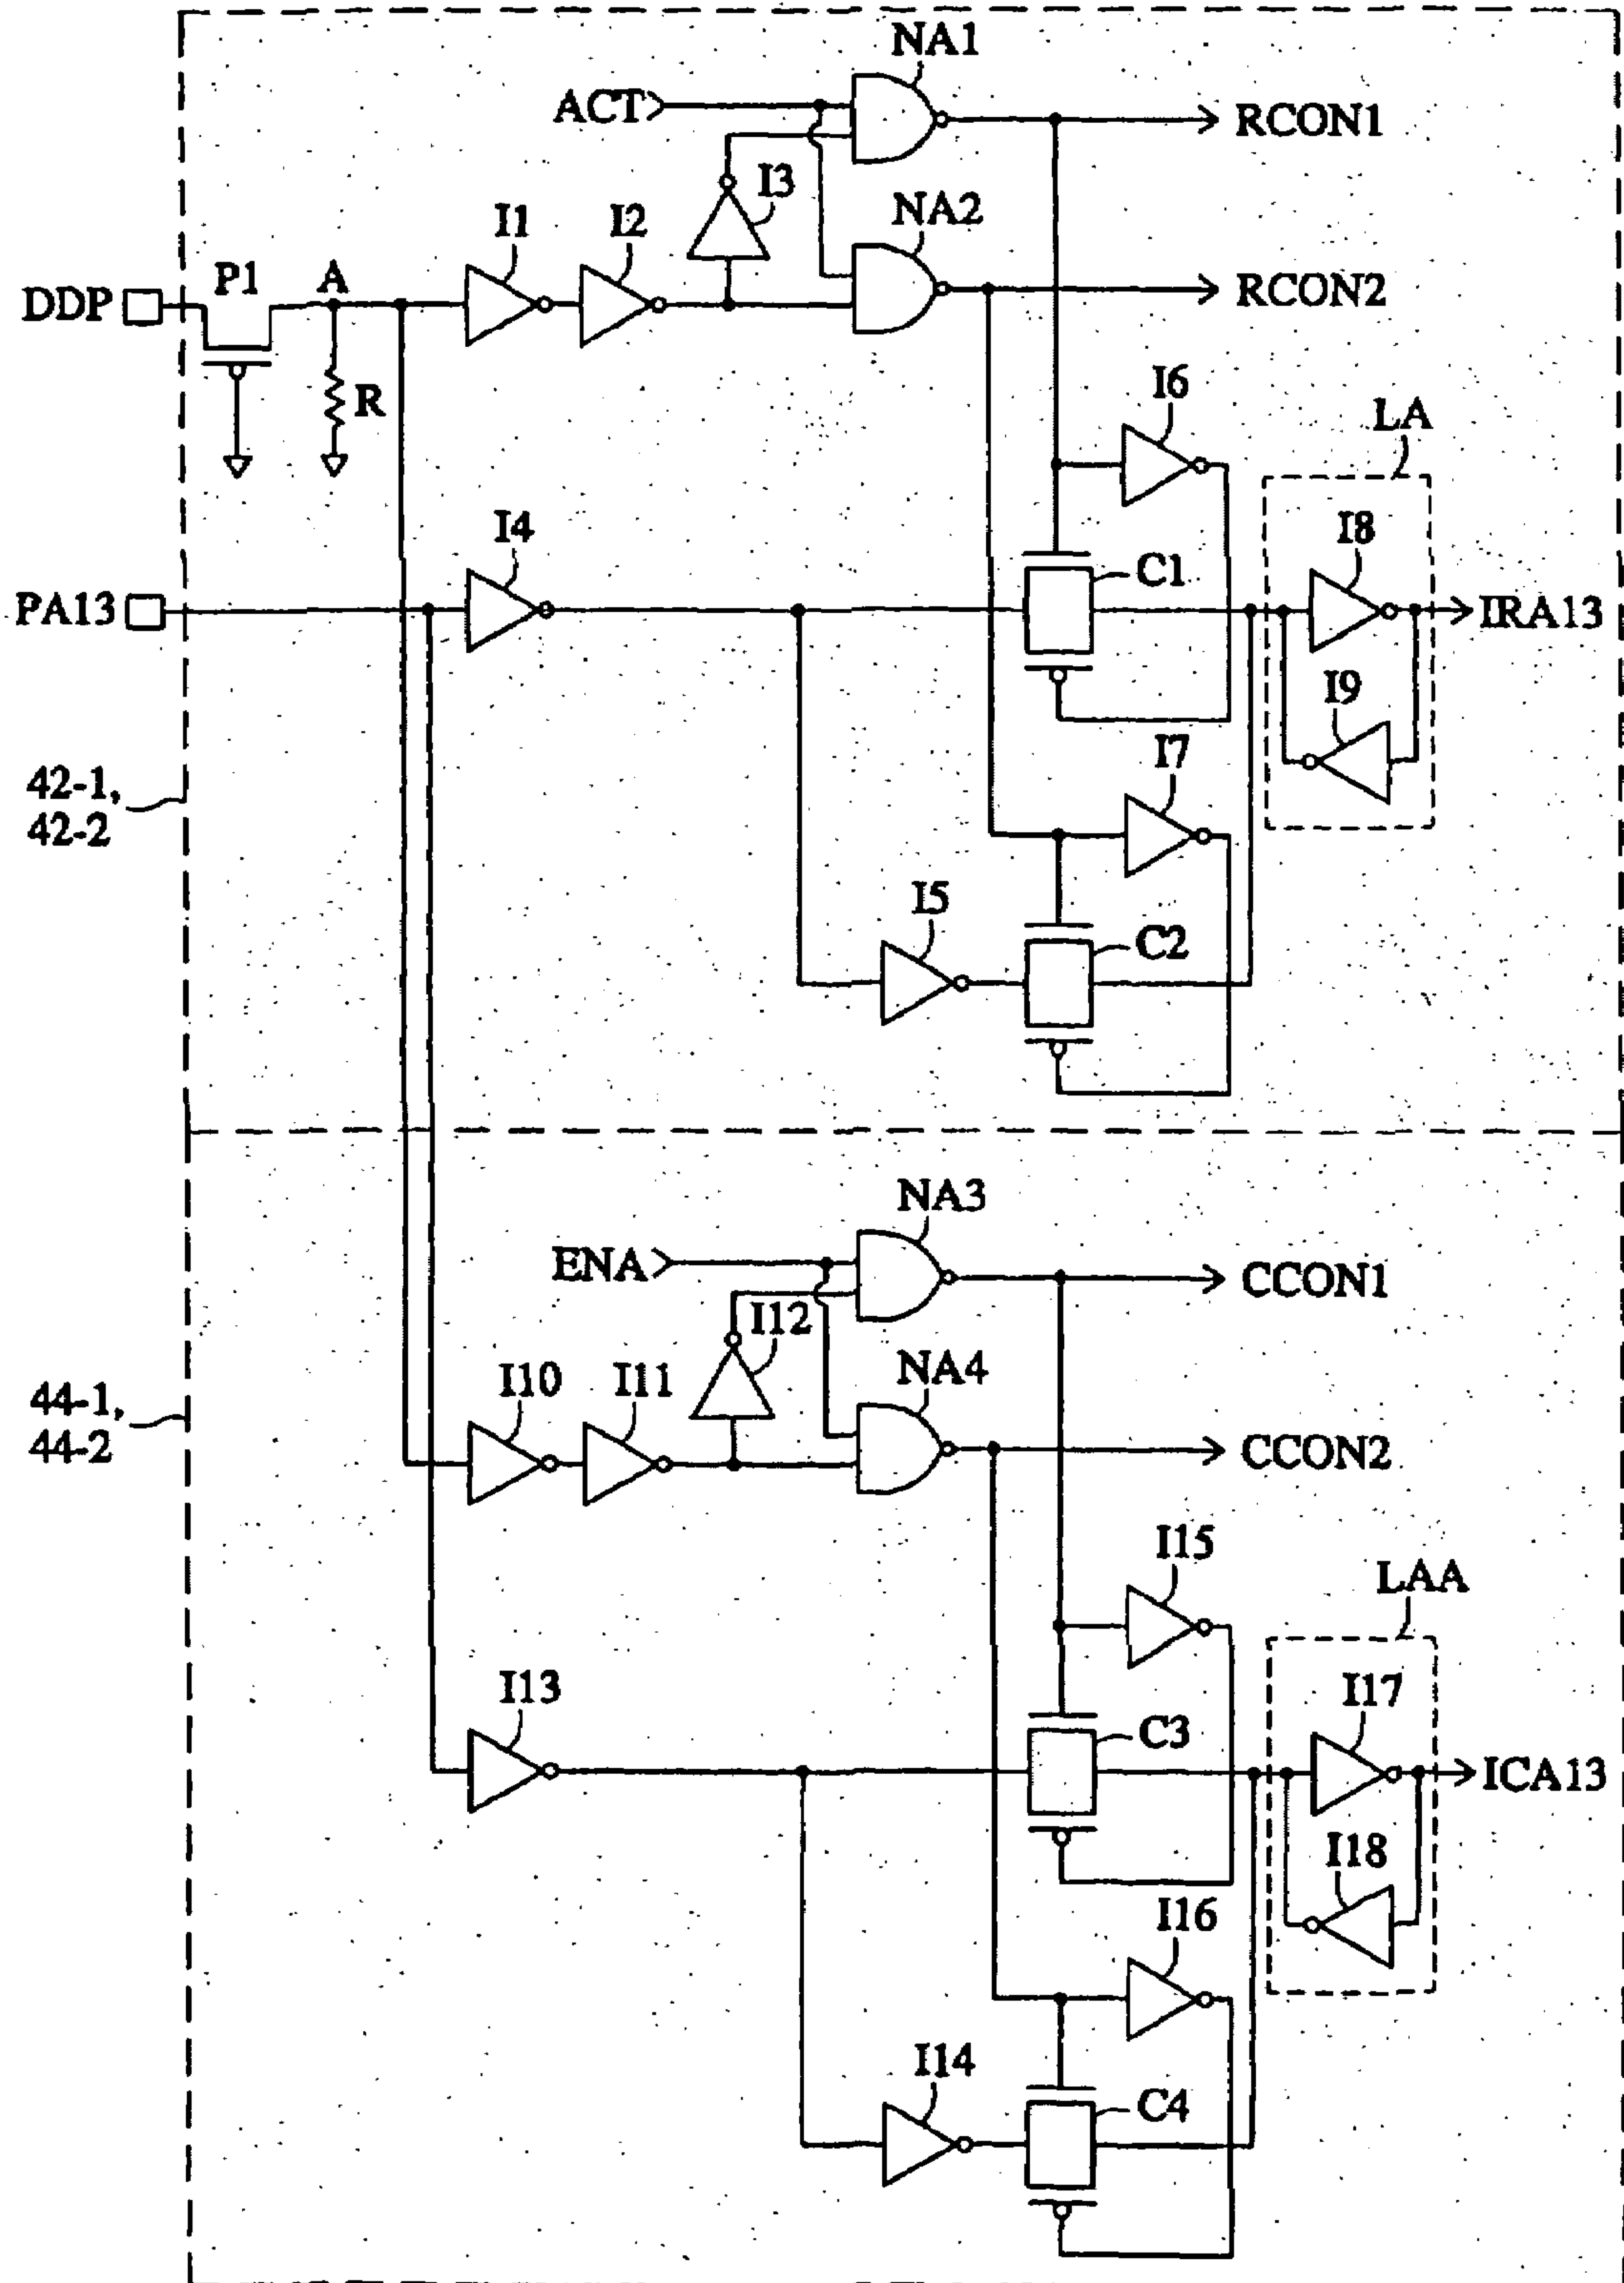 NA1
ACT
RCON1
I3
NA2
I1
I2
P1
A
DDP
RCON2
R
I6
LA
I4
I8
C1
PA13
IRA13
I9
I7
42-1,
42-2
I5
C2
NA3
ENA
CCON1
I12
NA4
I10
I11
44-1,
44-2
CCON2
I15
LAA
I13
I17
C3
ICA13
I18
I16
I14
C4